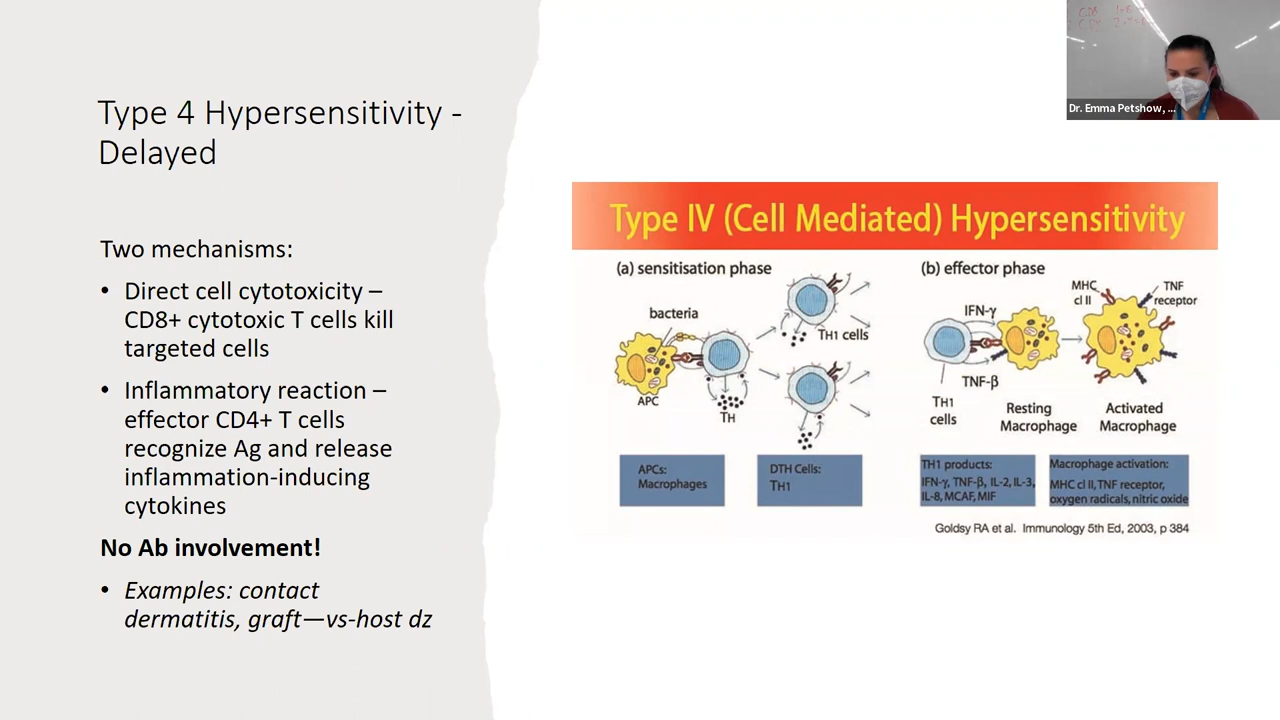 Type 4 Hypersensitivity -
Delayed
Two mechanisms:
• Direct cell cytotoxicity –
CD8+ cytotoxic T cells kill
targeted cells
• Inflammatory reaction –
effector CD4+ T cells
recognize Ag and release
inflammation-inducing
cytokines
No Ab involvement!
• Examples: contact
dermatitis, graft—vs-host dz
Dr. Emma Petshow, ...
Type IV (Cell Mediated) Hypersensitivity
(a) sensitisation phase
bacteria
APC
TH
TH1 cells
APCs:
Macrophages
DTH Cells:
TH1
(b) effector phase
IFN-γ
TNF-β
TH1
cells
Resting
Macrophage
MHC
cl II
TNF
receptor
Activated
Macrophage
TH1 products:
IFN-γ, TNF-β, IL-2, IL-3,
IL-8, MCAF, MIF
Macrophage activation:
MHC cl II, TNF receptor,
oxygen radicals, nitric oxide
Goldsy RA et al. Immunology 5th Ed, 2003, p 384